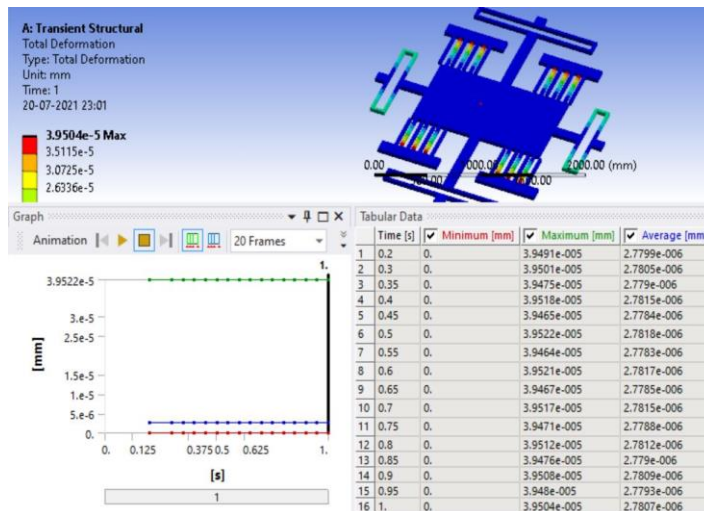 A: Transient Structural
Total Deformation
Type: Total Deformation
Unit: mm
Time: 1
20-07-2021 23:01
3.9504e-5 Max
3.5115e-5
3.0725e-5
2.6336e-5
0.00
000.00
2000.00 (mm)
00.00
Graph
Animation
20 Frames
1.
3.9522e-5
3.e-5
2.5e-5
1.5e-5
1.e-5
5.e-6
0.
[mm]
0. 0.125 0.375 0.5 0.625 1.
[s]
1
Tabular Data
Time [s] Minimum [mm] Maximum [mm] Average [mm
1 0.2 0. 3.9491e-005 2.7799e-006
2 0.3 0. 3.9501e-005 2.7805e-006
3 0.35 0. 3.9475e-005 2.779e-006
4 0.4 0. 3.9518e-005 2.7815e-006
5 0.45 0. 3.9465e-005 2.7784e-006
6 0.5 0. 3.9522e-005 2.7818e-006
7 0.55 0. 3.9464e-005 2.7783e-006
8 0.6 0. 3.9521e-005 2.7817e-006
9 0.65 0. 3.9467e-005 2.7785e-006
10 0.7 0. 3.9517e-005 2.7815e-006
11 0.75 0. 3.9471e-005 2.7788e-006
12 0.8 0. 3.9512e-005 2.7812e-006
13 0.85 0. 3.9476e-005 2.779e-006
14 0.9 0. 3.9508e-005 2.7809e-006
15 0.95 0. 3.948e-005 2.7793e-006
16 1. 0. 3.9504e-005 2.7807e-006